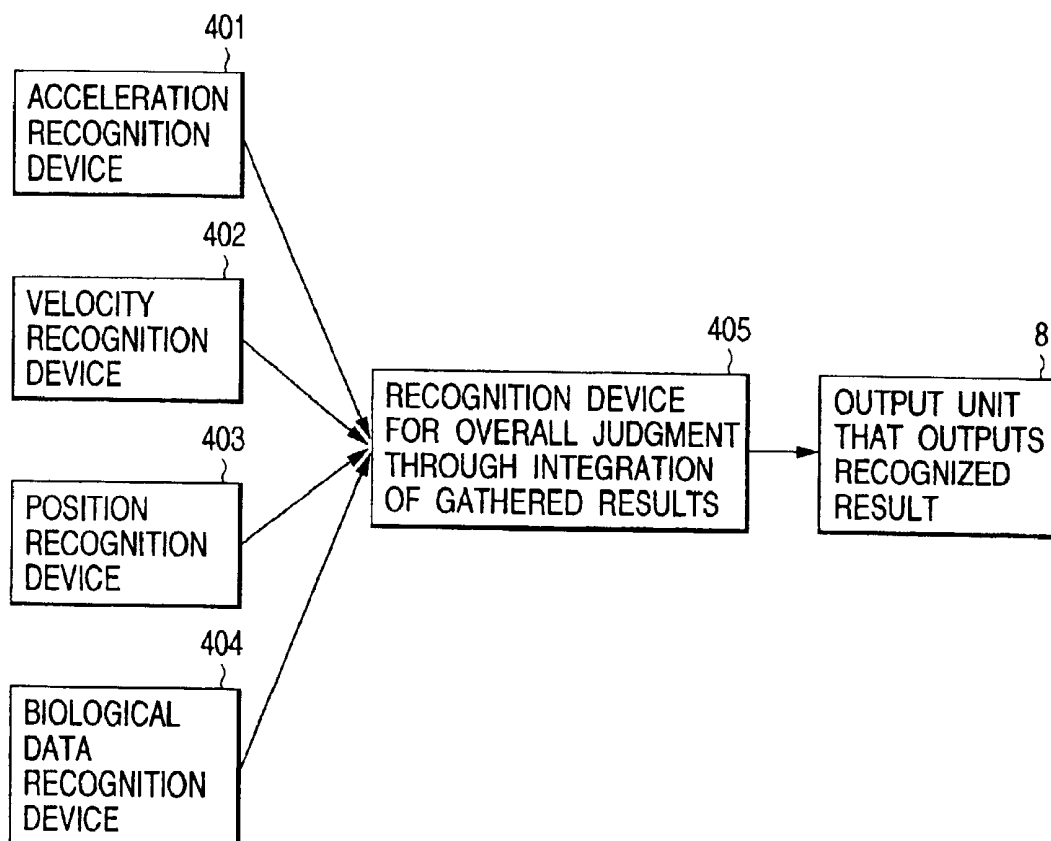 401
ACCELERATION
RECOGNITION
DEVICE
402
VELOCITY
RECOGNITION
DEVICE
403
POSITION
RECOGNITION
DEVICE
404
BIOLOGICAL
DATA
RECOGNITION
DEVICE
405
RECOGNITION DEVICE
FOR OVERALL JUDGMENT
THROUGH INTEGRATION
OF GATHERED RESULTS
8
OUTPUT UNIT
THAT OUTPUTS
RECOGNIZED
RESULT